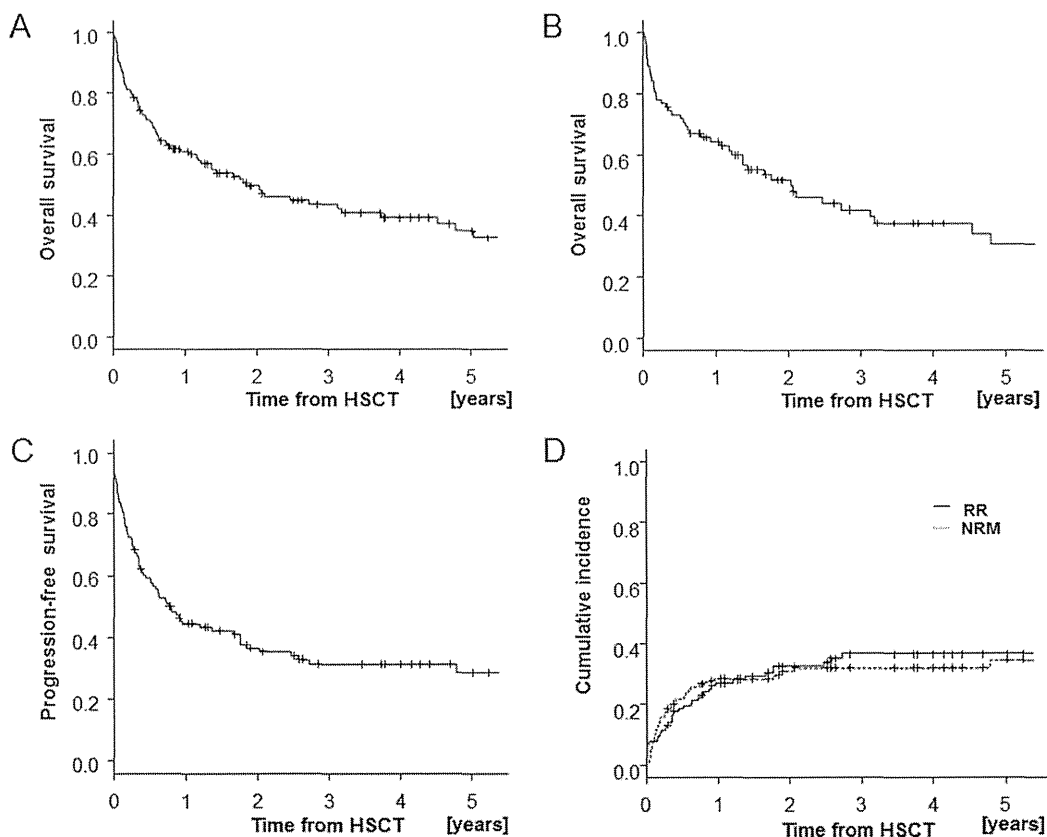 A
Overall survival
1.0
0.8
0.6
0.4
0.2
0.0
0 1 2 3 4 5
Time from HSCT [years]
B
Overall survival
1.0
0.8
0.6
0.4
0.2
0.0
0 1 2 3 4 5
Time from HSCT [years]
C
Progression-free survival
1.0
0.8
0.6
0.4
0.2
0.0
0 1 2 3 4 5
Time from HSCT [years]
D
Cumulative incidence
1.0
0.8
0.6
0.4
0.2
0.0
RR
NRM
0 1 2 3 4 5
Time from HSCT [years]